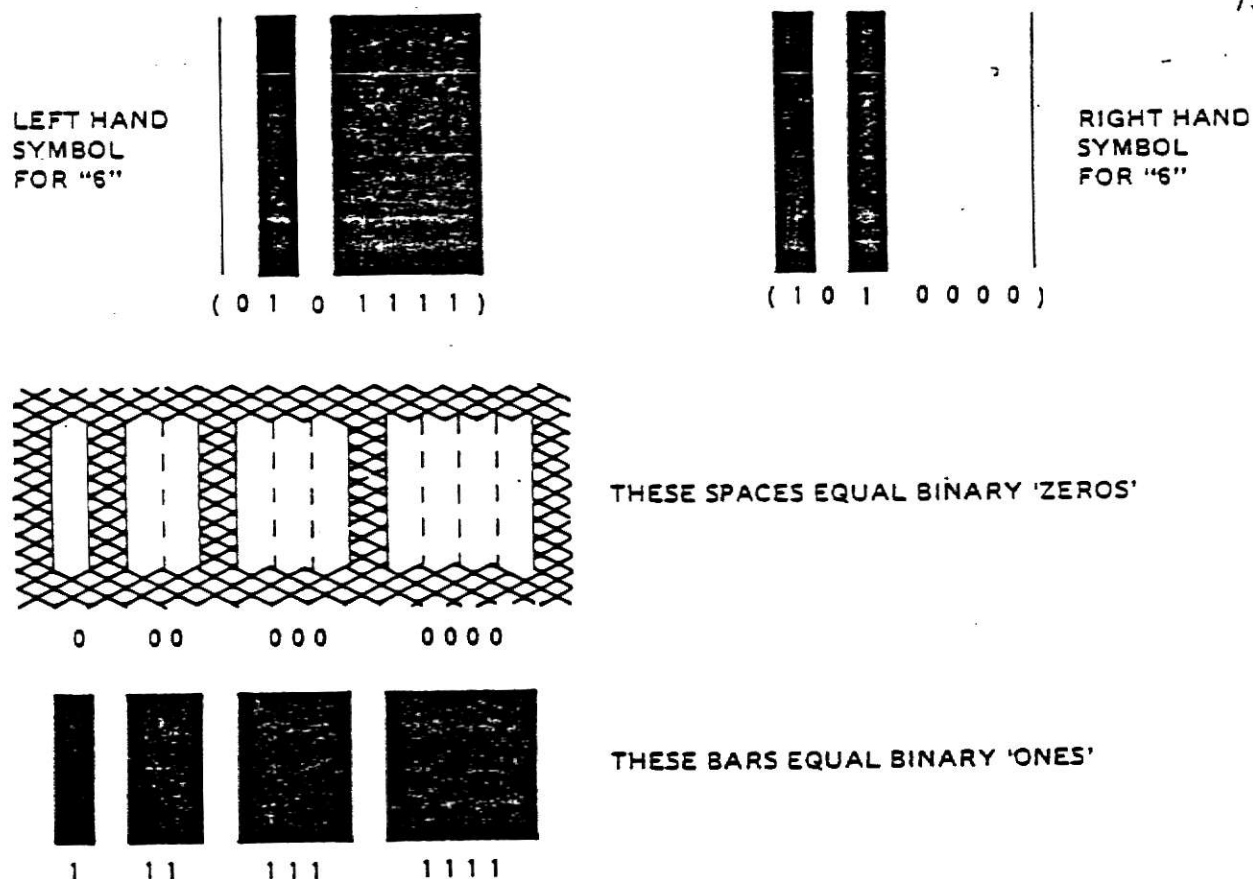 LEFT HAND
SYMBOL
FOR "6"
( 0 1 0 1 1 1 1 )
RIGHT HAND
SYMBOL
FOR "6"
( 1 0 1 0 0 0 0 )
THESE SPACES EQUAL BINARY 'ZEROS'
0 00 000 0000
THESE BARS EQUAL BINARY 'ONES'
1 11 111 1111